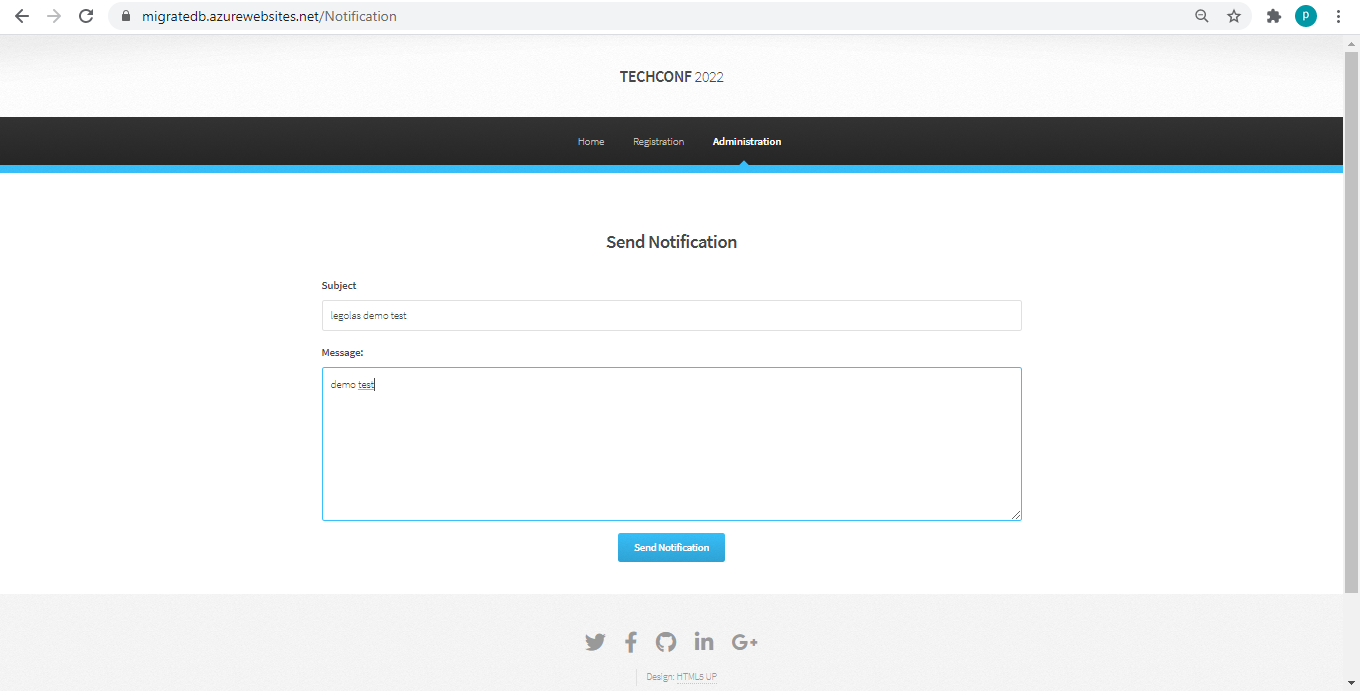 migratedb.azurewebsites.net/Notification
P
TECHCONF 2022
Home Registration Administration
Send Notification
Subject
legolas demo test
Message:
demo test
Send Notification
Design: HTML5 UP